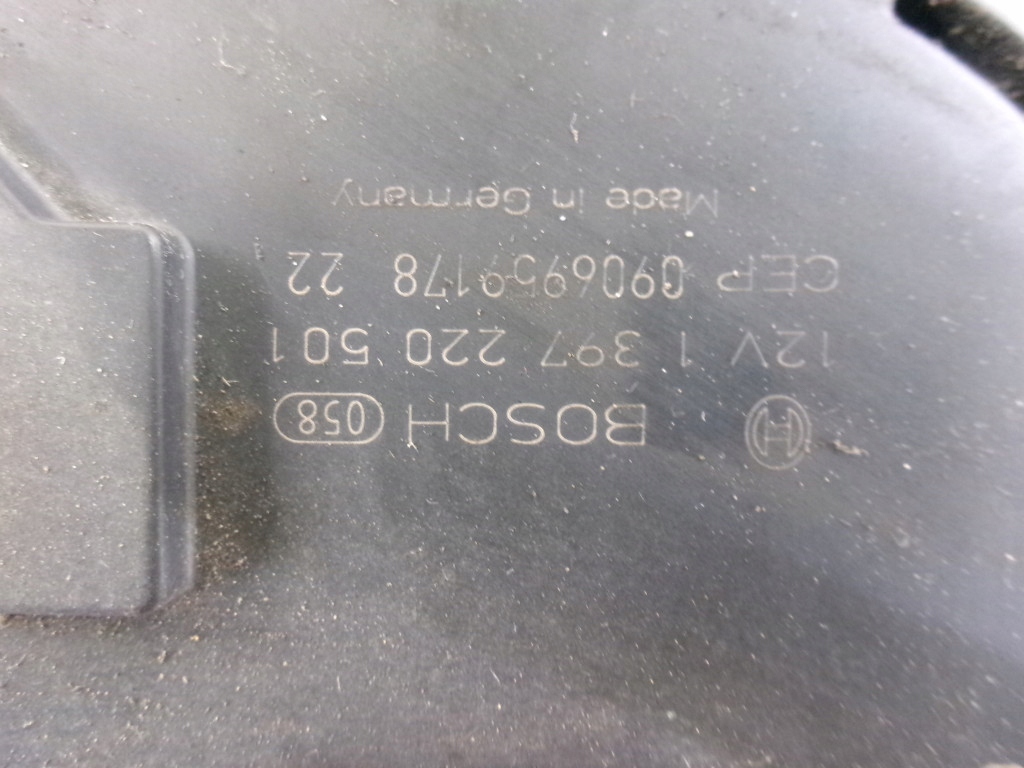 BOSCH 058
12V 1 397 220 501
CEP 0906959178 22
Made in Germany